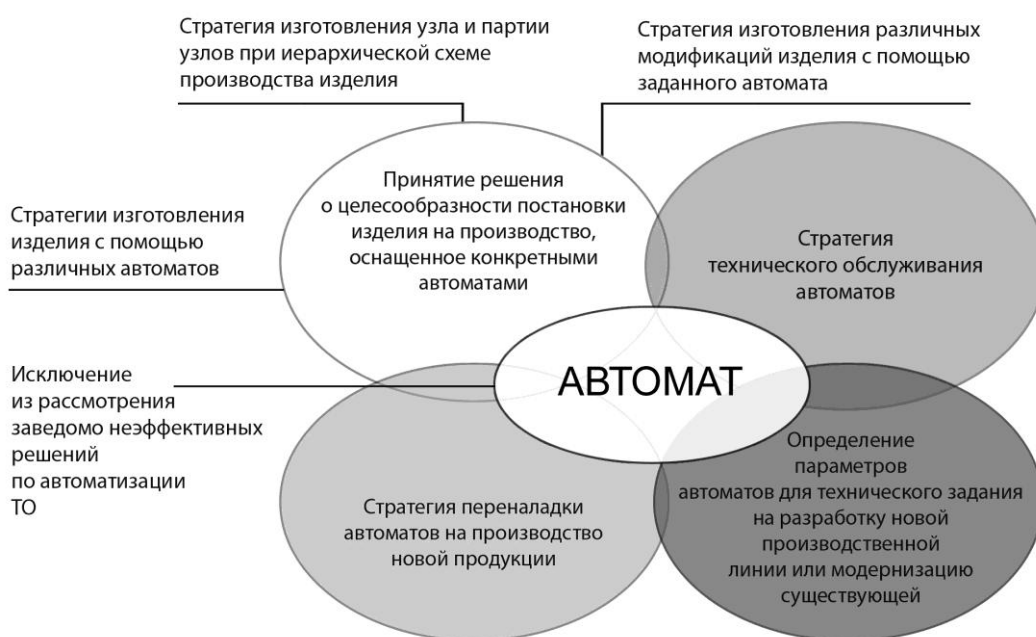 Стратегия изготовления узла и партии
узлов при иерархической схеме
производства изделия
Стратегия изготовления различных
модификаций изделия с помощью
заданного автомата
Стратегии изготовления
изделия с помощью
различных автоматов
Принятие решения
о целесообразности постановки
изделия на производство,
оснащенное конкретными
автоматами
Стратегия
технического обслуживания
автоматов
Исключение
из рассмотрения
заведомо неэффективных
решений
по автоматизации
ТО
АВТОМАТ
Стратегия переналадки
автоматов на производство
новой продукции
Определение
параметров
автоматов для технического задания
на разработку новой
производственной
линии или модернизацию
существующей